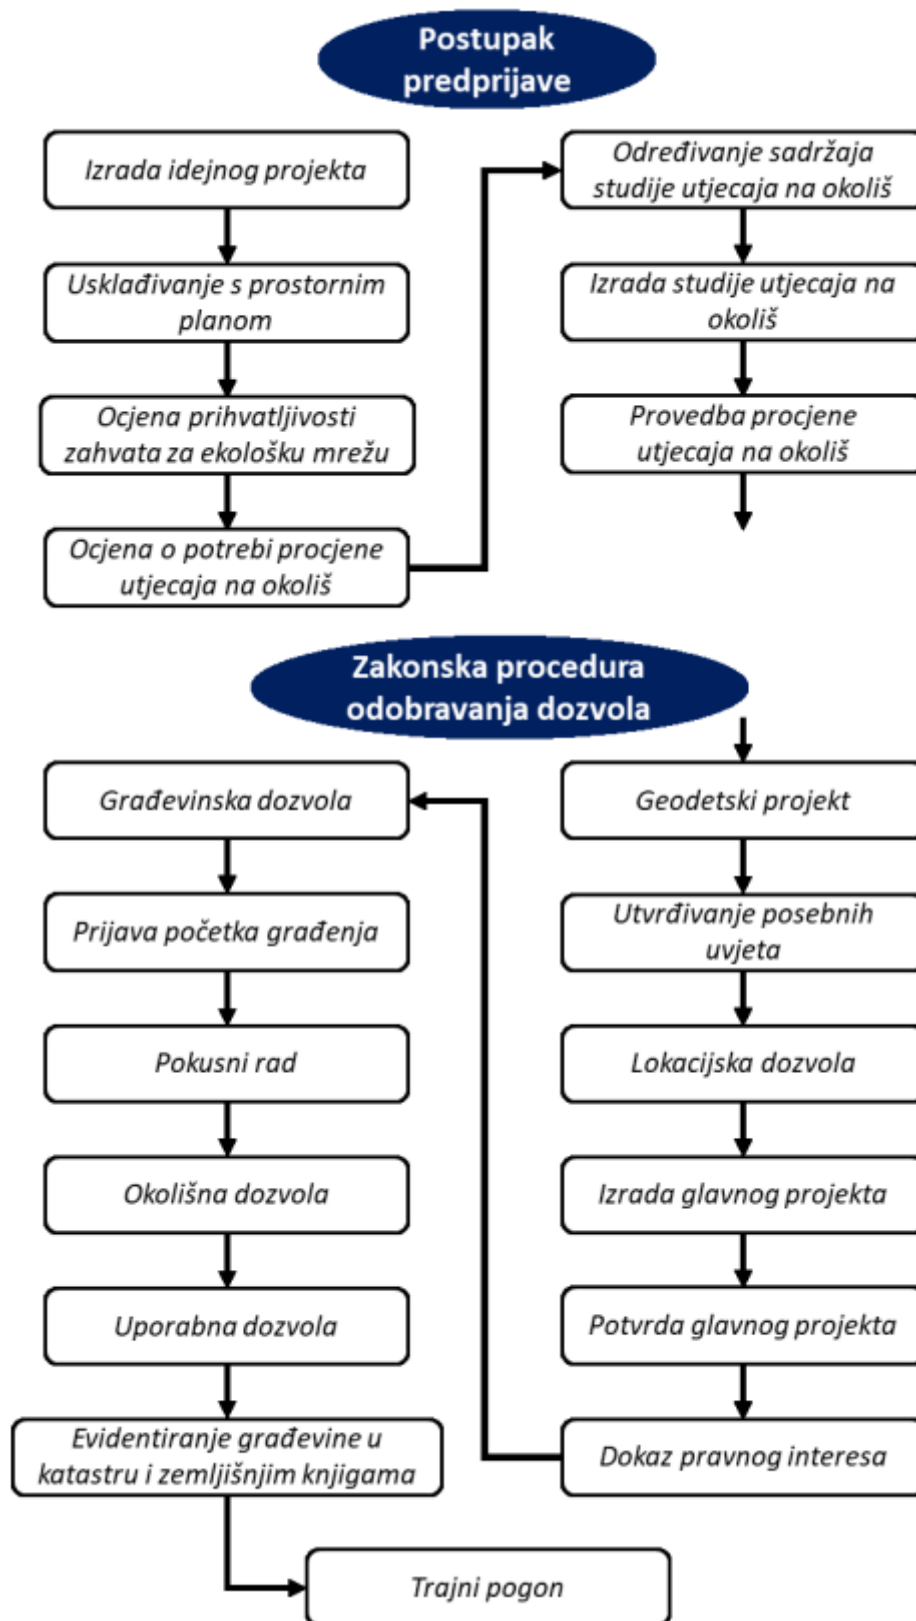 Postupak
predprijave
Izrada idejnog projekta
Usklađivanje s prostornim
planom
Ocjena prihvatljivosti
zahvata za ekološku mrežu
Ocjena o potrebi procjene
utjecaja na okoliš
Određivanje sadržaja
studije utjecaja na okoliš
Izrada studije utjecaja na
okoliš
Provedba procjene
utjecaja na okoliš
Zakonska procedura
odobravanja dozvola
Geodetski projekt
Utvrđivanje posebnih
uvjeta
Lokacijska dozvola
Izrada glavnog projekta
Potvrda glavnog projekta
Dokaz pravnog interesa
Građevinska dozvola
Prijava početka građenja
Pokusni rad
Okolišna dozvola
Uporabna dozvola
Evidentiranje građevine u
katastru i zemljišnjim knjigama
Trajni pogon